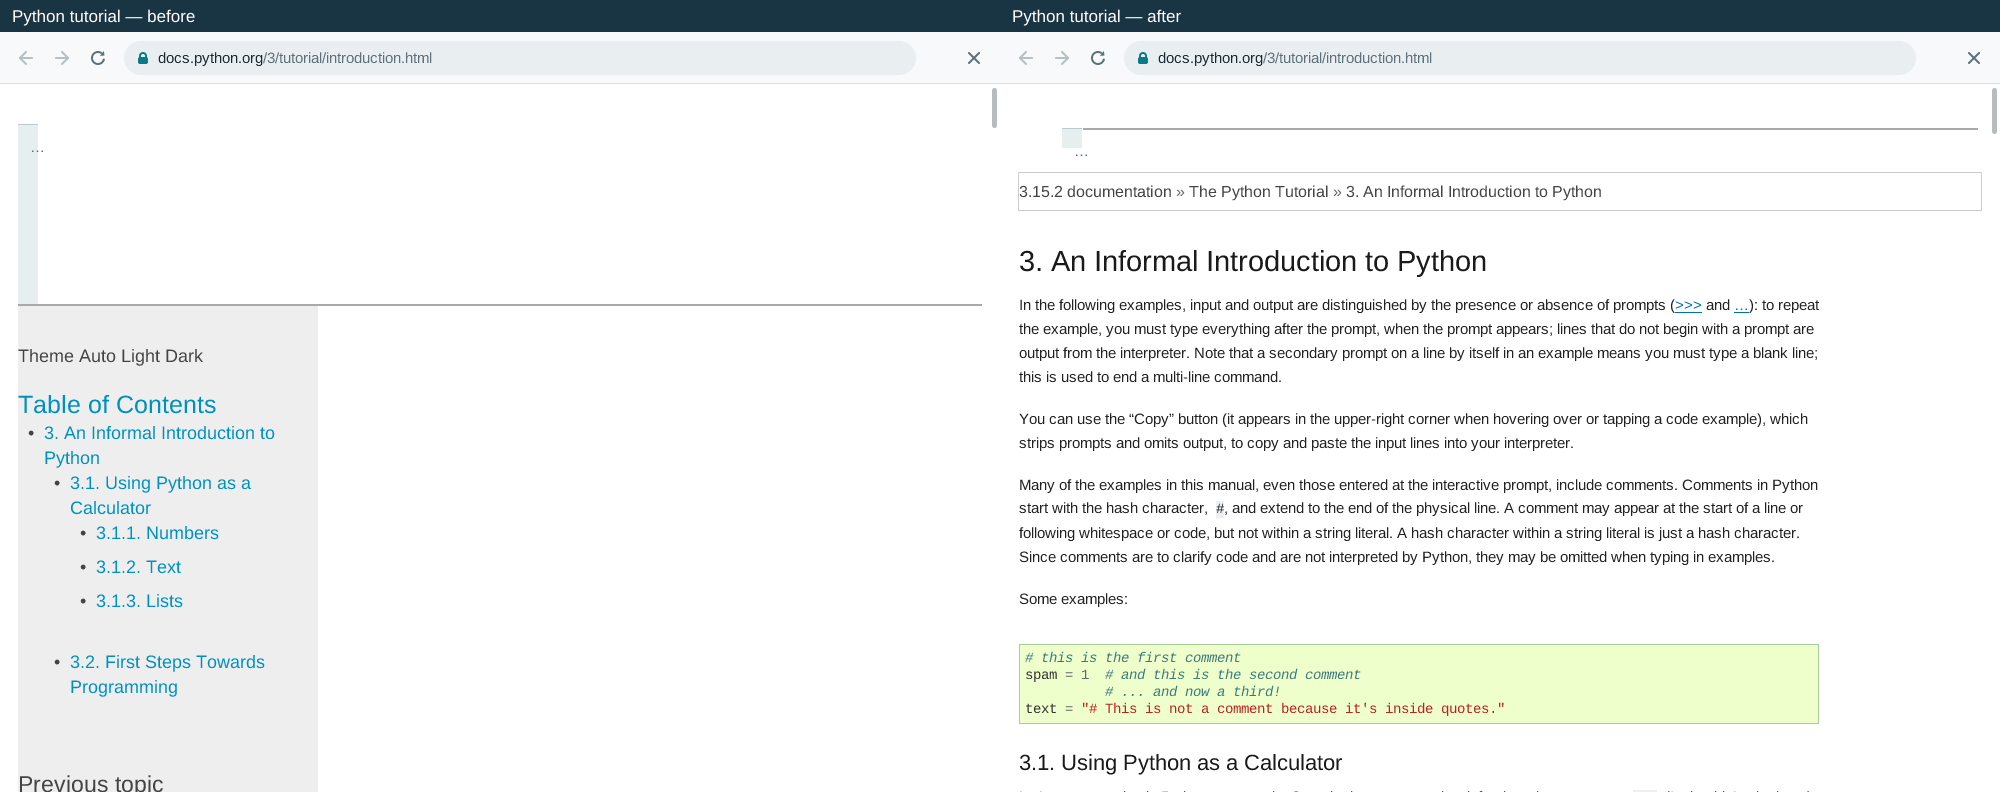 Python tutorial — before
docs.python.org/3/tutorial/introduction.html
…
Theme Auto Light Dark
Table of Contents
• 3. An Informal Introduction to
Python
• 3.1. Using Python as a
Calculator
• 3.1.1. Numbers
• 3.1.2. Text
• 3.1.3. Lists
• 3.2. First Steps Towards
Programming
Previous topic
Python tutorial — after
docs.python.org/3/tutorial/introduction.html
…
3.15.2 documentation » The Python Tutorial » 3. An Informal Introduction to Python
3. An Informal Introduction to Python
In the following examples, input and output are distinguished by the presence or absence of prompts (>>> and …): to repeat
the example, you must type everything after the prompt, when the prompt appears; lines that do not begin with a prompt are
output from the interpreter. Note that a secondary prompt on a line by itself in an example means you must type a blank line;
this is used to end a multi-line command.
You can use the “Copy” button (it appears in the upper-right corner when hovering over or tapping a code example), which
strips prompts and omits output, to copy and paste the input lines into your interpreter.
Many of the examples in this manual, even those entered at the interactive prompt, include comments. Comments in Python
start with the hash character, #, and extend to the end of the physical line. A comment may appear at the start of a line or
following whitespace or code, but not within a string literal. A hash character within a string literal is just a hash character.
Since comments are to clarify code and are not interpreted by Python, they may be omitted when typing in examples.
Some examples:
# this is the first comment
spam = 1  # and this is the second comment
          # ... and now a third!
text = "# This is not a comment because it's inside quotes."
3.1. Using Python as a Calculator